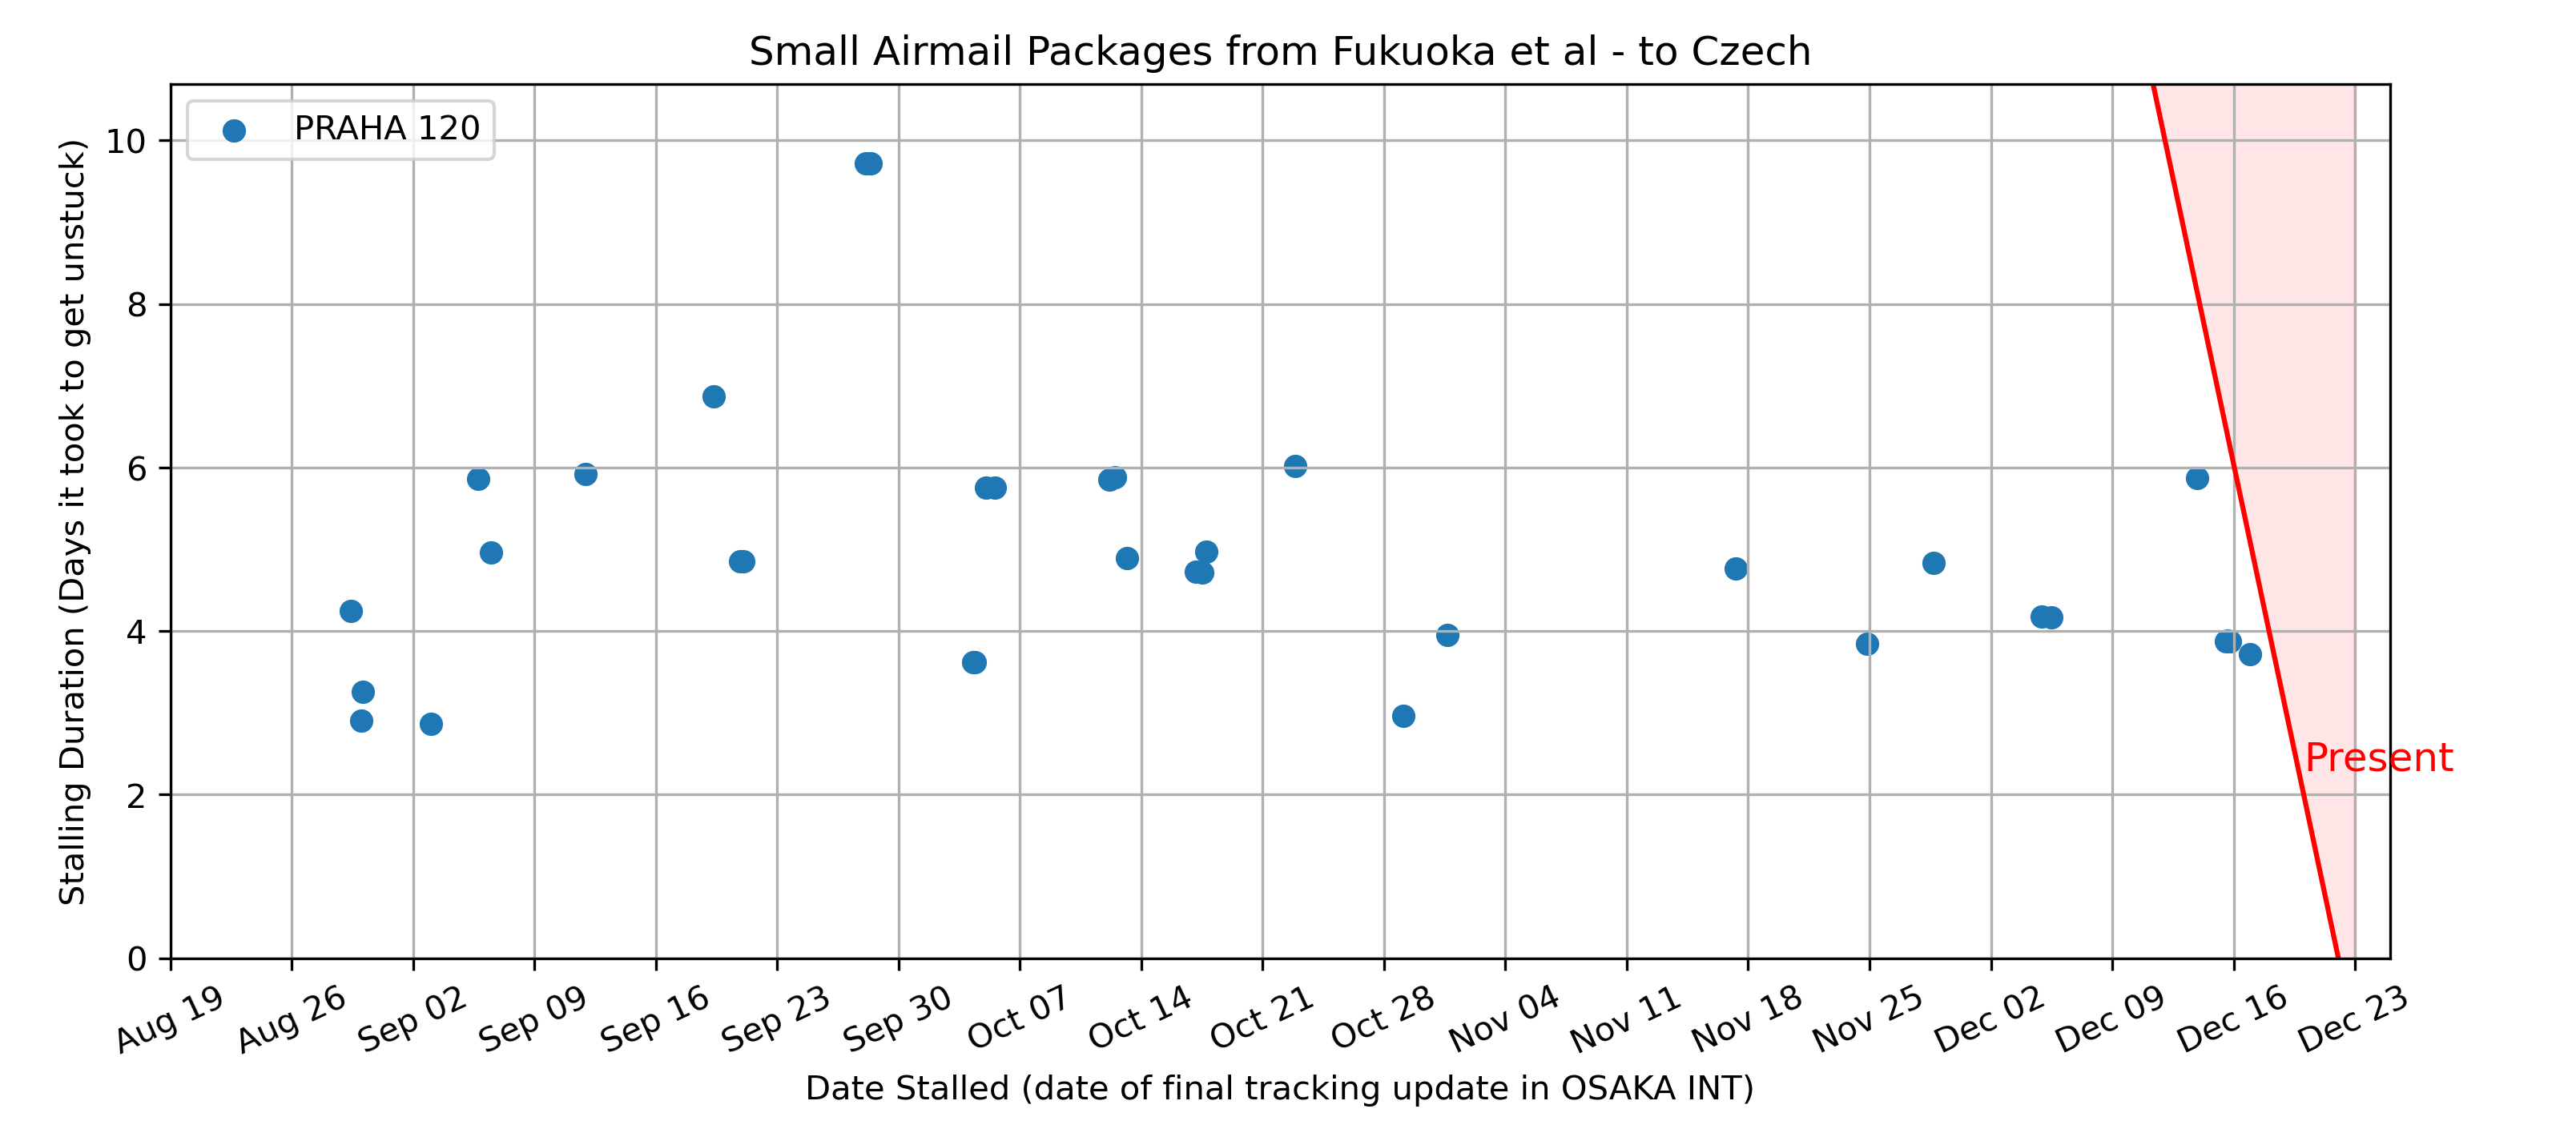 Small Airmail Packages from Fukuoka et al - to Czech
PRAHA 120
Stalling Duration (Days it took to get unstuck)
10
8
6
4
2
0
Present
Aug 19
Aug 26
Sep 02
Sep 09
Sep 16
Sep 23
Sep 30
Oct 07
Oct 14
Oct 21
Oct 28
Nov 04
Nov 11
Nov 18
Nov 25
Dec 02
Dec 09
Dec 16
Dec 23
Date Stalled (date of final tracking update in OSAKA INT)